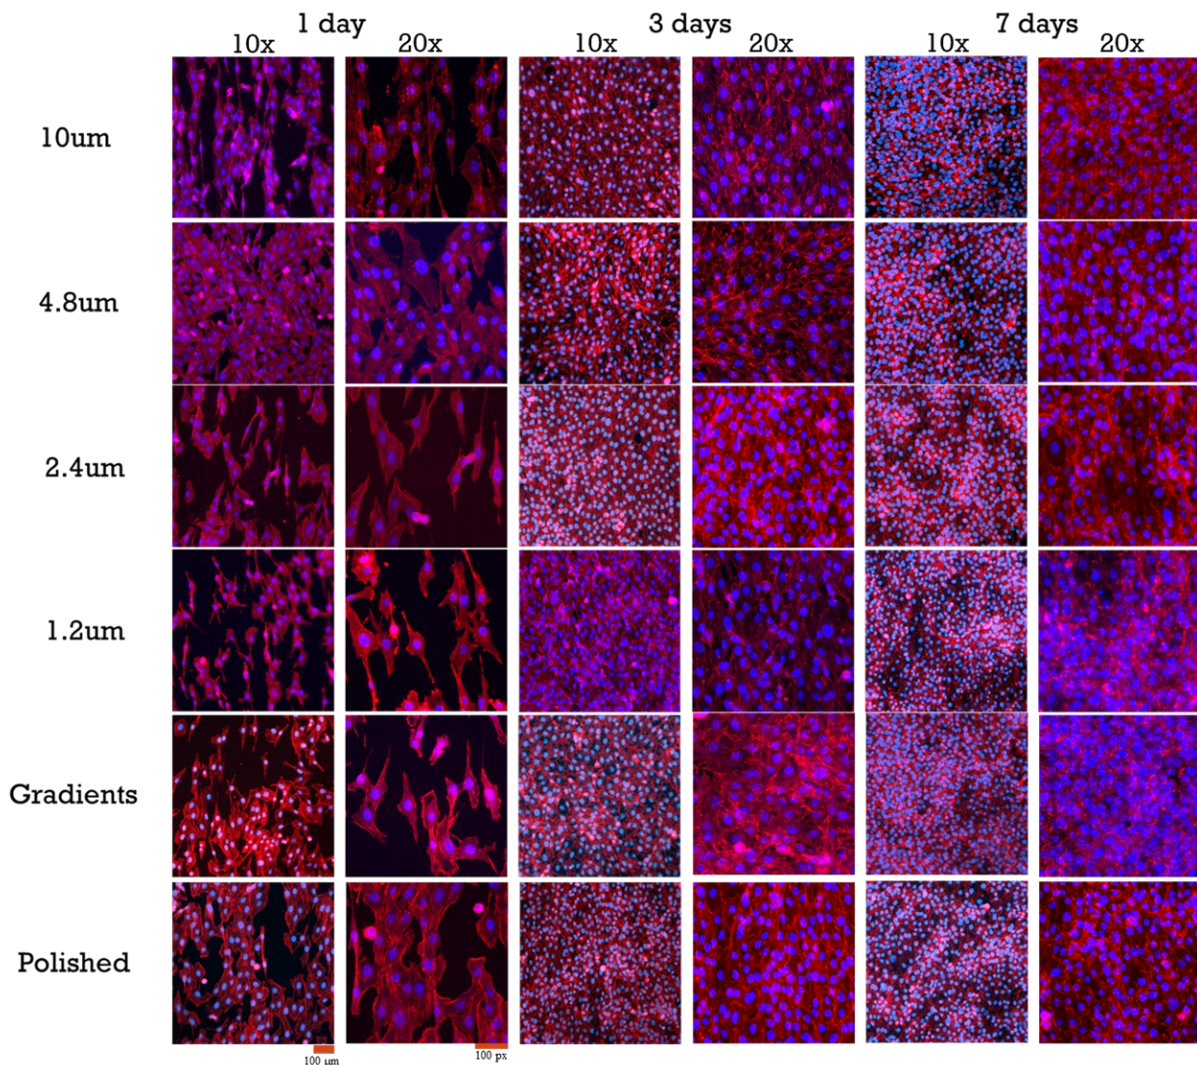 1 day 3 days 7 days
10x 20x 10x 20x 10x 20x
10um
4.8um
2.4um
1.2um
Gradients
Polished
100 µm 100 px